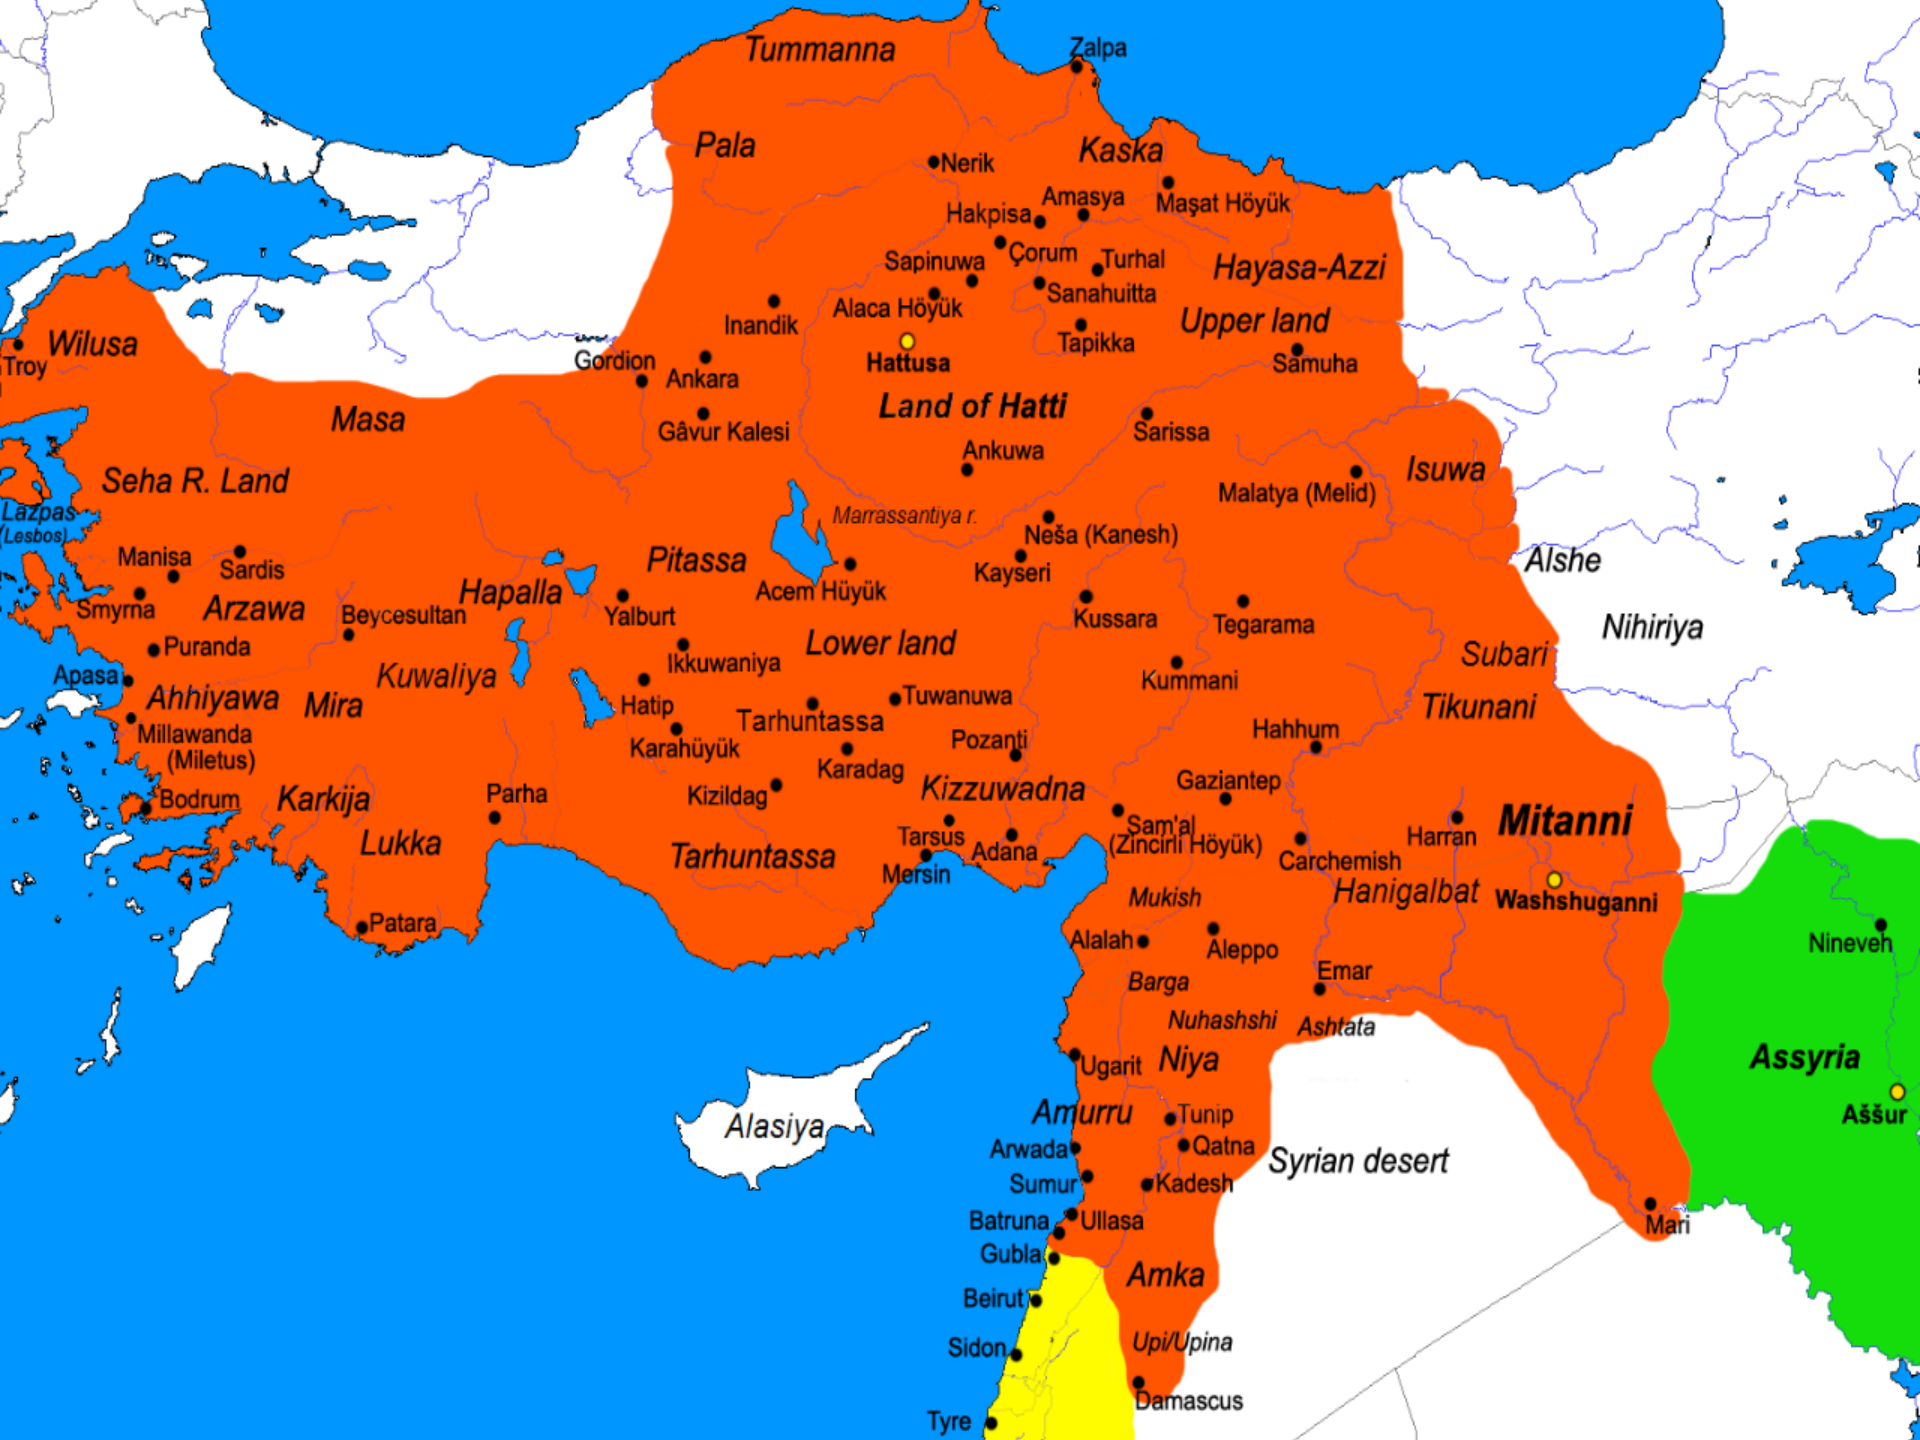 Tummanna
Zalpa
Pala
Nerik
Kaska
Amasya
Maşat Höyük
Hakpisa
Çorum
Turhal
Sapinuwa
Hayasa-Azzi
Sanahuitta
Alaca Höyük
Inandik
Upper land
Tapikka
Wilusa
Troy
Hattusa
Samuha
Gordion
Ankara
Land of Hatti
Masa
Gâvur Kalesi
Sarissa
Ankuwa
Isuwa
Seha R. Land
Malatya (Melid)
Lazpas
(Lesbos)
Marrassantiya r.
Neša (Kanesh)
Manisa
Sardis
Pitassa
Alshe
Kayseri
Acem Hüyük
Hapalla
Smyrna
Arzawa
Beycesultan
Yalburt
Kussara
Tegarama
Nihiriya
Puranda
Lower land
Ikkuwaniya
Subari
Apasa
Kuwaliya
Kummani
Ahhiyawa
Mira
Hatip
Tuwanuwa
Tikunani
Tarhuntassa
Millawanda
(Miletus)
Karahüyük
Pozanti
Hahhum
Karadag
Gaziantep
Kizzuwadna
Karkija
Parha
Kizildag
Bodrum
Mitanni
Sam'al
(Zincirli Höyük)
Tarsus
Harran
Lukka
Adana
Tarhuntassa
Carchemish
Mersin
Hanigalbat
Mukish
Washshuganni
Patara
Alalah
Aleppo
Nineveh
Emar
Barga
Nuhashshi
Ashtata
Ugarit
Niya
Assyria
Amurru
Tunip
Aššur
Alasiya
Arwada
Qatna
Syrian desert
Sumur
Kadesh
Batruna
Ullasa
Mari
Gubla
Amka
Beirut
Upi/Upina
Sidon
Damascus
Tyre